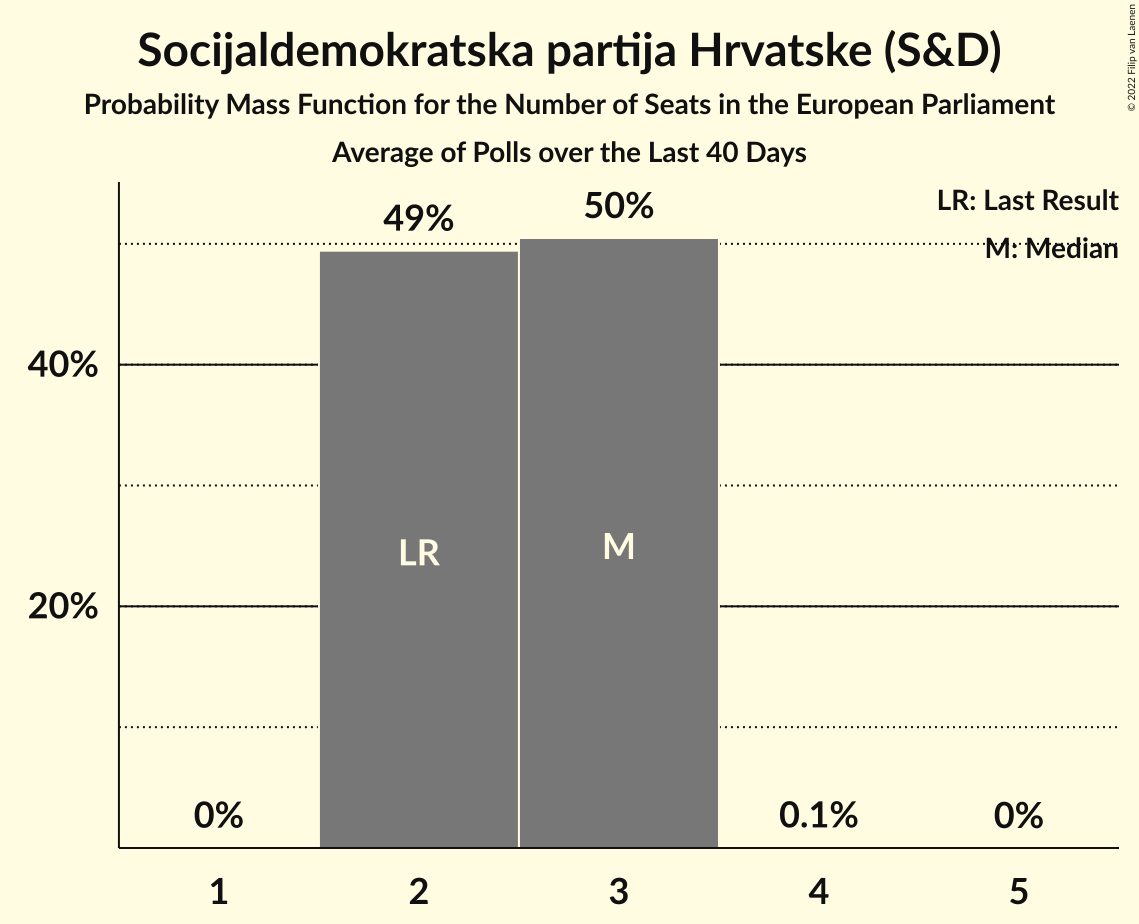 Socijaldemokratska partija Hrvatske (S&D)
Probability Mass Function for the Number of Seats in the European Parliament
Average of Polls over the Last 40 Days
© 2022 Filip van Laenen
LR: Last Result
M: Median
49%
50%
40%
20%
LR
M
0%
0.1%
0%
1
2
3
4
5